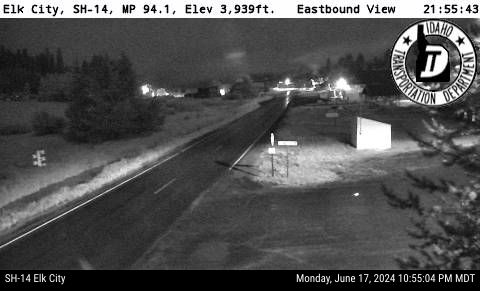 Elk City, SH-14, MP 94.1, Elev 3,939ft. Eastbound View 21:55:43
IDAHO
TRANSPORTATION DEPARTMENT
SH-14 Elk City Monday, June 17, 2024 10:55:04 PM MDT